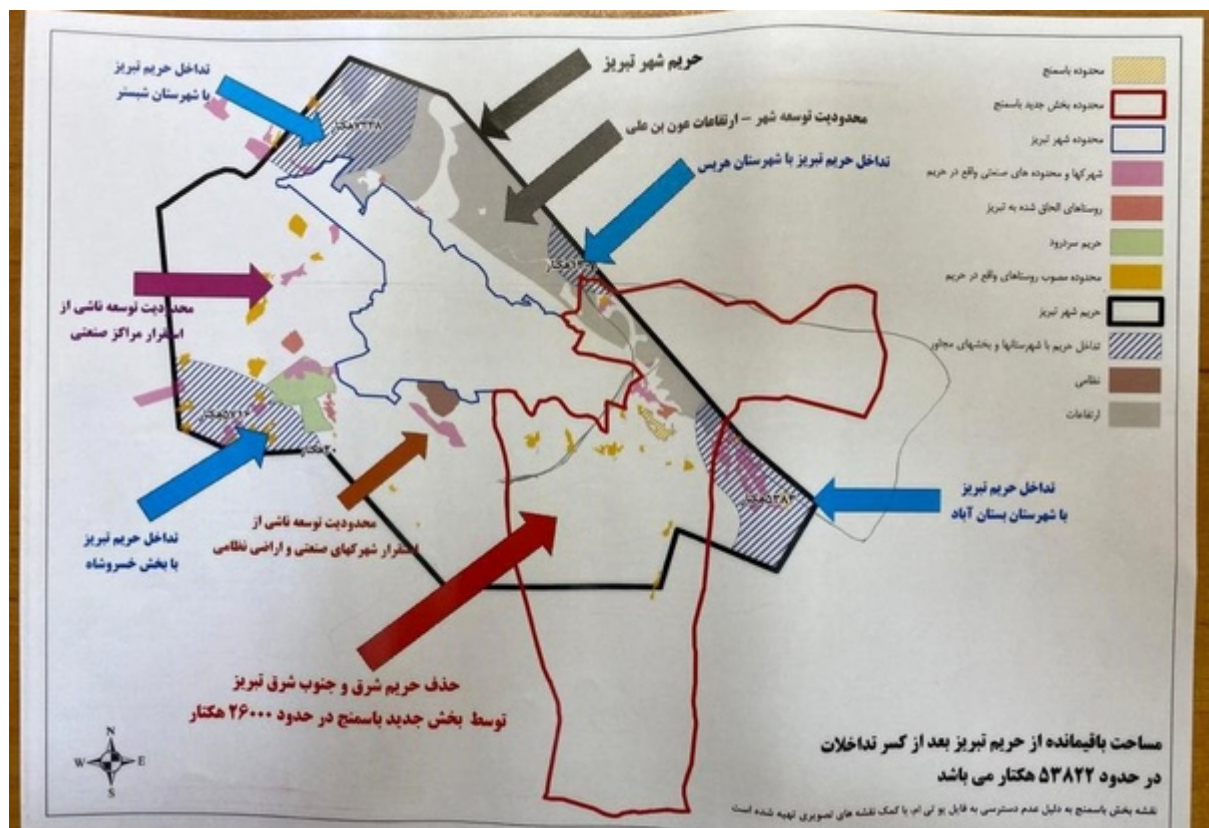 حریم شهر تبریز
تداخل حریم تبریز
با شهرستان شبستر
۷۳۳۸هکتار
محدودیت توسعه شهر – ارتفاعات عون بن علی
تداخل حریم تبریز با شهرستان هریس
هکتار
محدودیت توسعه ناشی از
استقرار مراکز صنعتی
هکتار
۳۰هکتار
۵۳۸۴هکتار
تداخل حریم تبریز
با شهرستان بستان آباد
تداخل حریم تبریز
با بخش خسروشاه
محدودیت توسعه ناشی از
استقرار شهرکهای صنعتی و اراضی نظامی
حذف حریم شرق و جنوب شرق تبریز
توسط بخش جدید باسمنج در حدود ۲۶۰۰۰ هکتار
محدوده باسمنج
محدوده بخش جدید باسمنج
محدوده شهر تبریز
شهرکها و محدوده های صنعتی واقع در حریم
روستاهای الحاق شده به تبریز
حریم سردرود
محدوده مصوب روستاهای واقع در حریم
حریم شهر تبریز
تداخل حریم با شهرستانها و بخشهای مجاور
نظامی
ارتفاعات
N
W E
S
مساحت باقیمانده از حریم تبریز بعد از کسر تداخلات
در حدود ۵۳۸۲۲ هکتار می باشد
نقشه بخش باسمنج به دلیل عدم دسترسی به فایل یو تی ام، با کمک نقشه های تصویری تهیه شده است